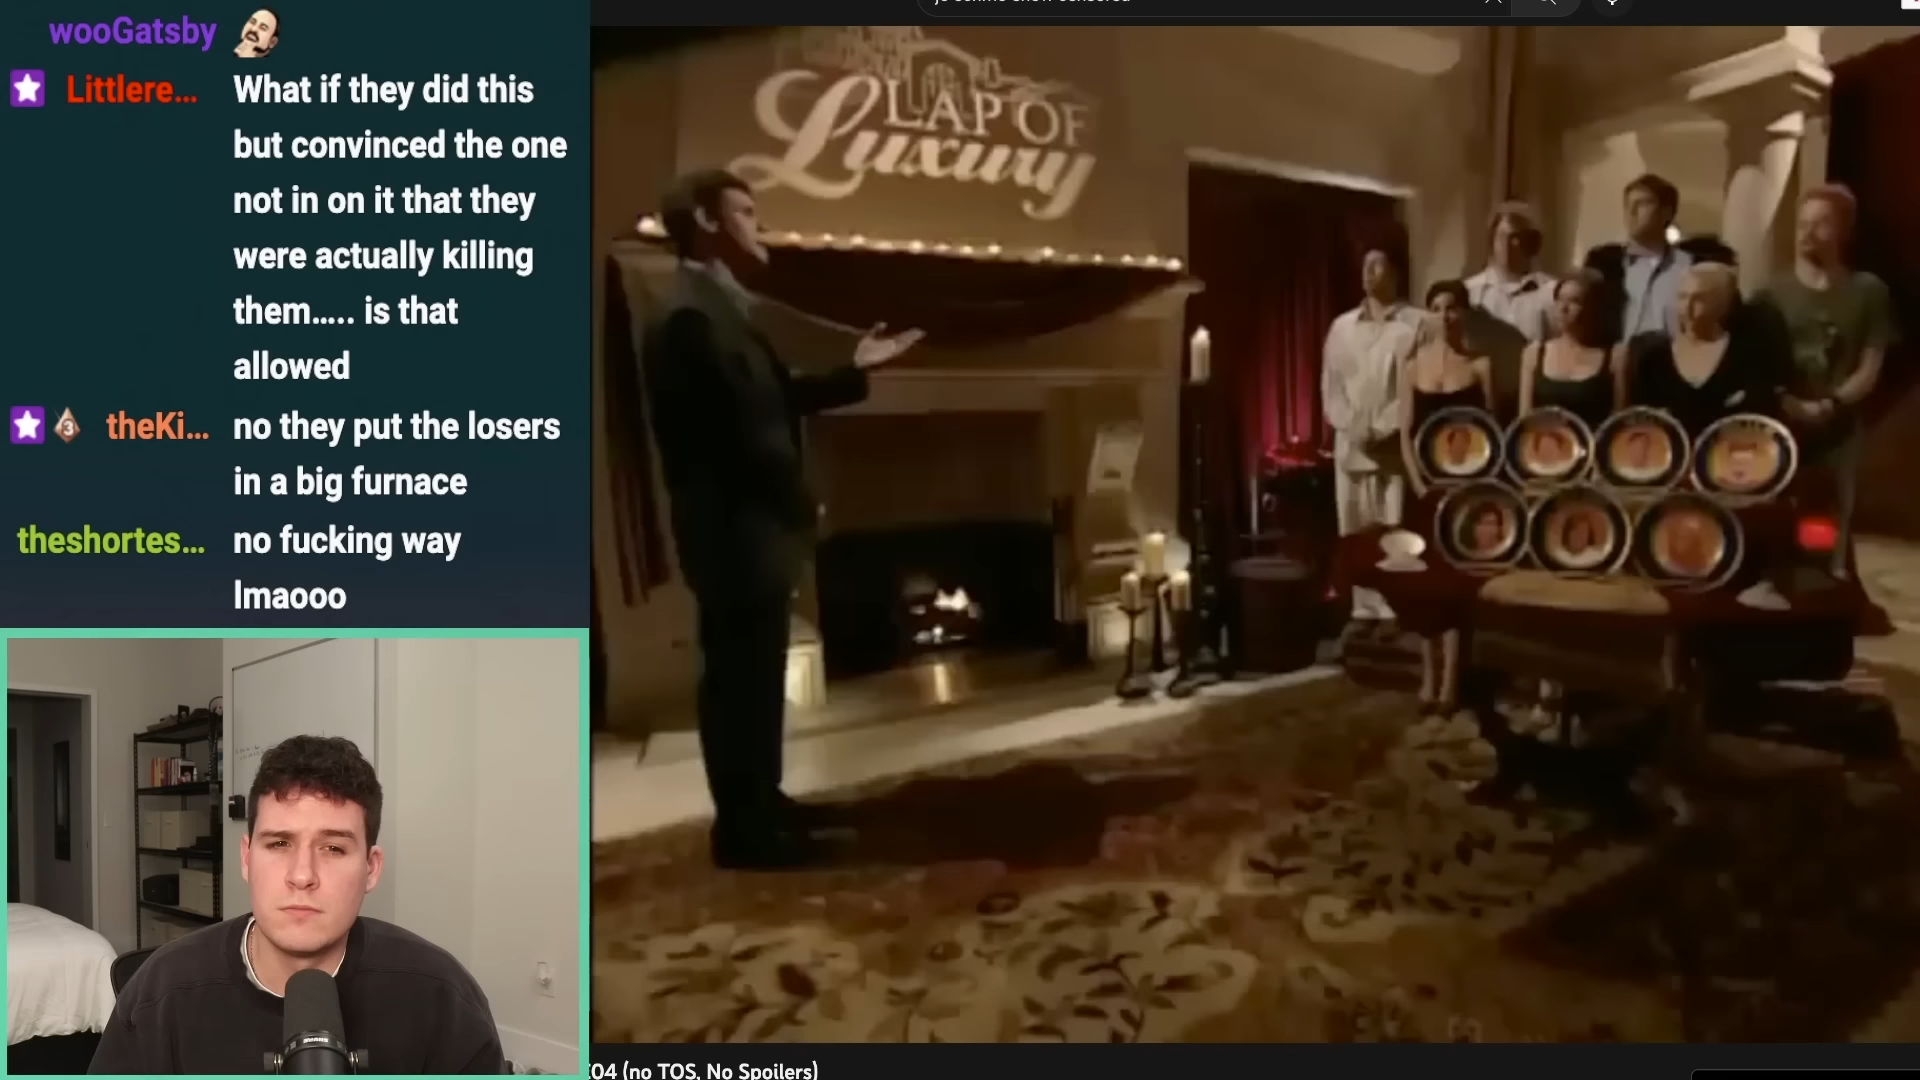 wooGatsby
Littlere... What if they did this
but convinced the one
not in on it that they
were actually killing
them..... is that
allowed
theKi... no they put the losers
in a big furnace
theshortes... no fucking way
lmaooo
LAP OF
Luxury
04 (no TOS, No Spoilers)